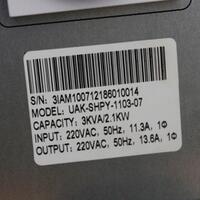 S/N: 3IAM100712186010014
MODEL: UAK-SHPY-1103-07
CAPACITY: 3KVA/2.1KW
INPUT: 220VAC, 50Hz, 11.3A, 1Φ
OUTPUT: 220VAC, 50Hz, 13.6A, 1Φ